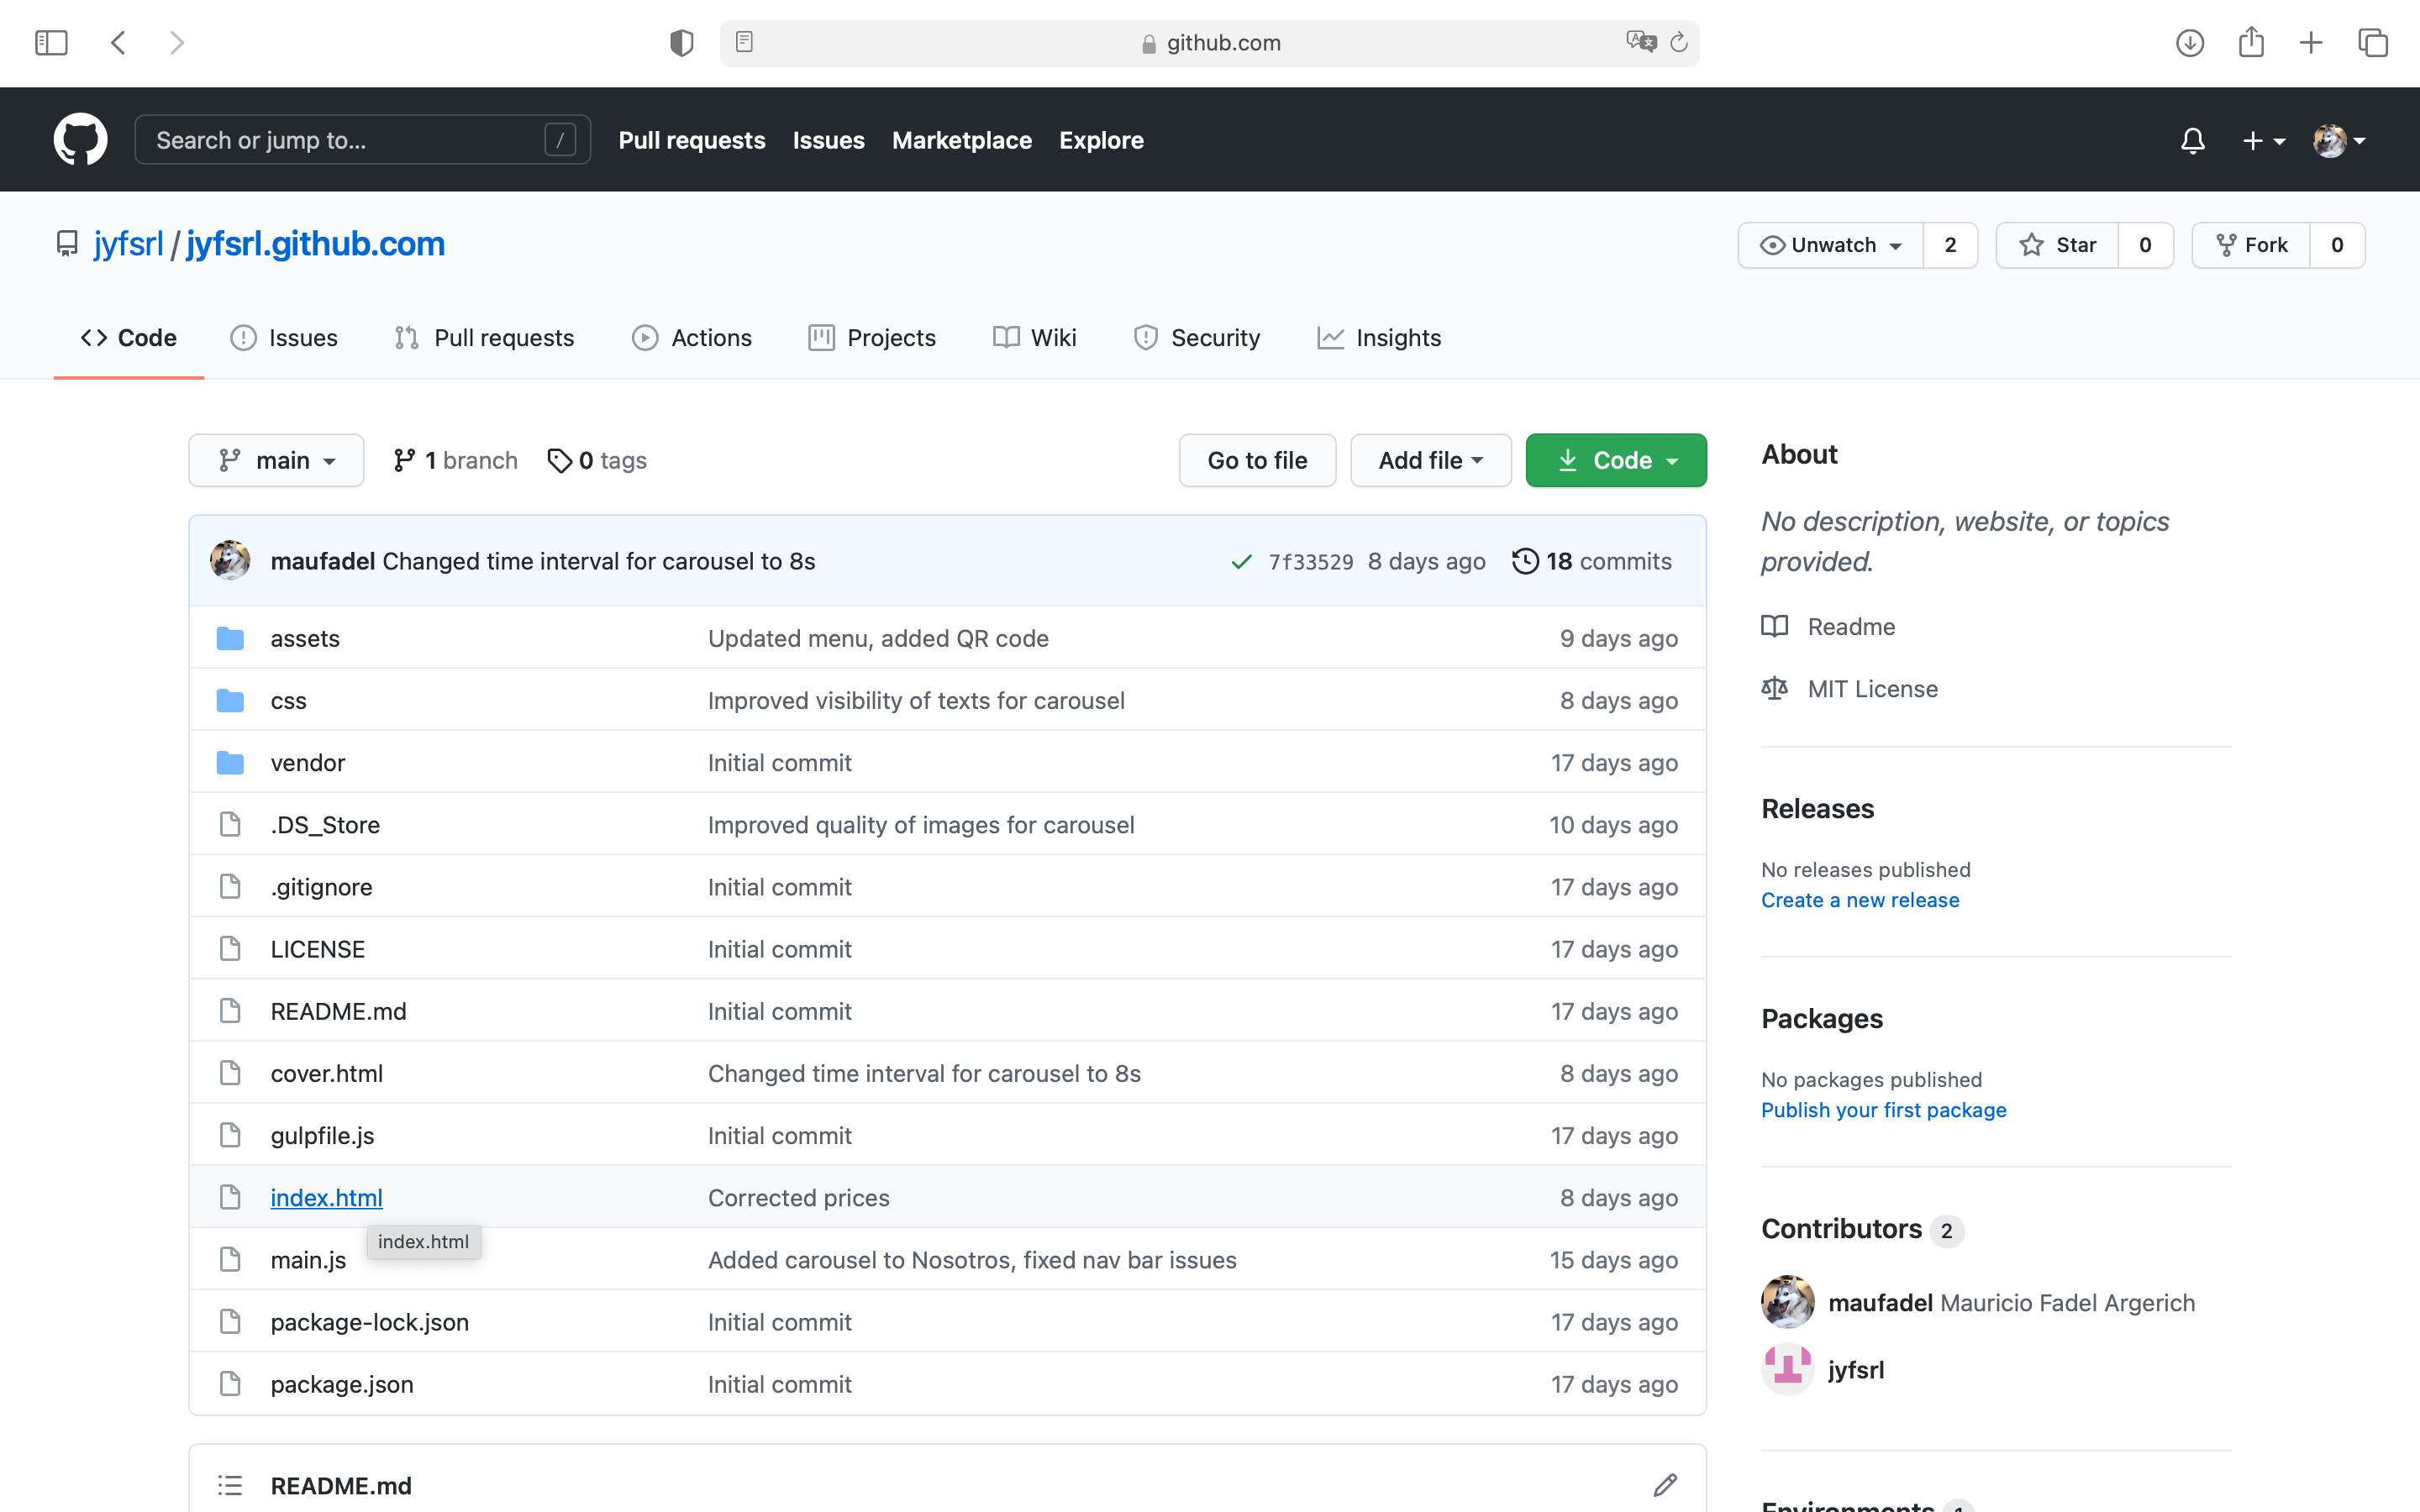 github.com
Search or jump to... /
Pull requests Issues Marketplace Explore
jyfsrl / jyfsrl.github.com
Unwatch 2 Star 0 Fork 0
Code Issues Pull requests Actions Projects Wiki Security Insights
main 1 branch 0 tags
Go to file Add file Code
maufadel Changed time interval for carousel to 8s 7f33529 8 days ago 18 commits
assets Updated menu, added QR code 9 days ago
css Improved visibility of texts for carousel 8 days ago
vendor Initial commit 17 days ago
.DS_Store Improved quality of images for carousel 10 days ago
.gitignore Initial commit 17 days ago
LICENSE Initial commit 17 days ago
README.md Initial commit 17 days ago
cover.html Changed time interval for carousel to 8s 8 days ago
gulpfile.js Initial commit 17 days ago
index.html Corrected prices 8 days ago
index.html
main.js Added carousel to Nosotros, fixed nav bar issues 15 days ago
package-lock.json Initial commit 17 days ago
package.json Initial commit 17 days ago
README.md
About
No description, website, or topics
provided.
Readme
MIT License
Releases
No releases published
Create a new release
Packages
No packages published
Publish your first package
Contributors 2
maufadel Mauricio Fadel Argerich
jyfsrl
Environments 1